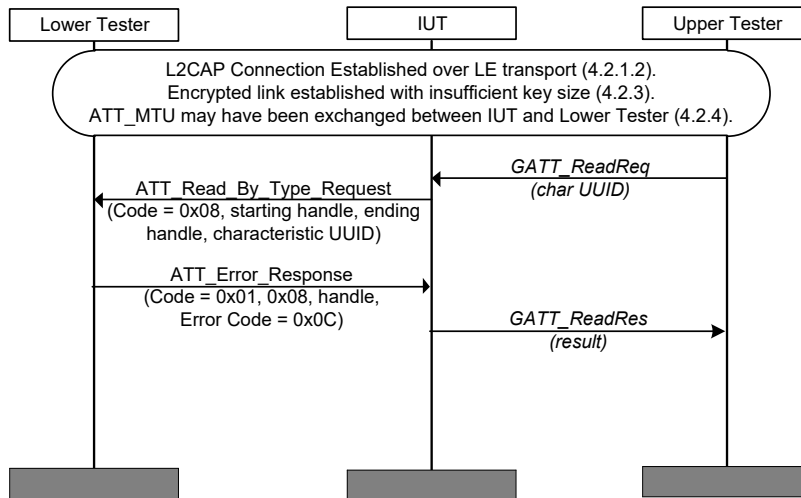 Lower Tester
IUT
Upper Tester
L2CAP Connection Established over LE transport (4.2.1.2).
Encrypted link established with insufficient key size (4.2.3).
ATT_MTU may have been exchanged between IUT and Lower Tester (4.2.4).
GATT_ReadReq
(char UUID)
ATT_Read_By_Type_Request
(Code = 0x08, starting handle, ending
handle, characteristic UUID)
ATT_Error_Response
(Code = 0x01, 0x08, handle,
Error Code = 0x0C)
GATT_ReadRes
(result)